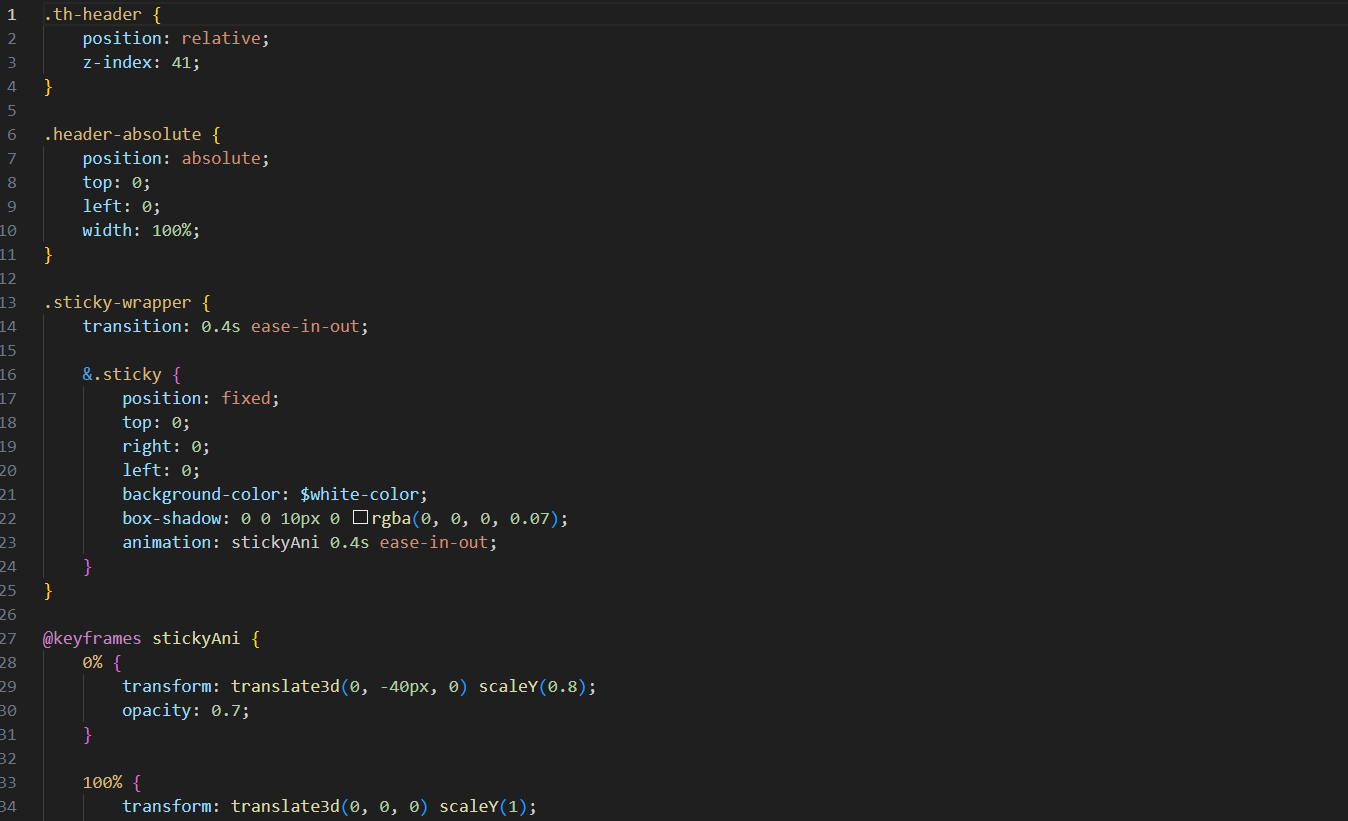 1 .th-header {
2 position: relative;
3 z-index: 41;
4 }
5
6 .header-absolute {
7 position: absolute;
8 top: 0;
9 left: 0;
10 width: 100%;
11 }
12
13 .sticky-wrapper {
14 transition: 0.4s ease-in-out;
15
16 &.sticky {
17 position: fixed;
18 top: 0;
19 right: 0;
20 left: 0;
21 background-color: $white-color;
22 box-shadow: 0 0 10px 0 rgba(0, 0, 0, 0.07);
23 animation: stickyAni 0.4s ease-in-out;
24 }
25 }
26
27 @keyframes stickyAni {
28 0% {
29 transform: translate3d(0, -40px, 0) scaleY(0.8);
30 opacity: 0.7;
31 }
32
33 100% {
34 transform: translate3d(0, 0, 0) scaleY(1);